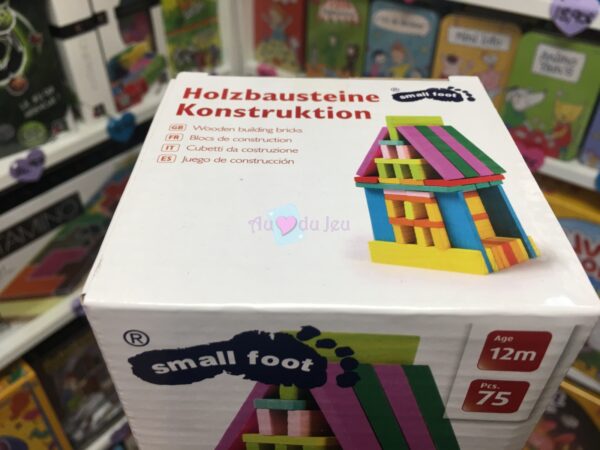 Holzbausteine
Konstruktion
small foot
GB Wooden building bricks
FR Blocs de construction
IT Cubetti da costruzione
ES Juego de construcción
Au du Jeu
®
small foot
Age
12m
Pcs.
75
TAMINO